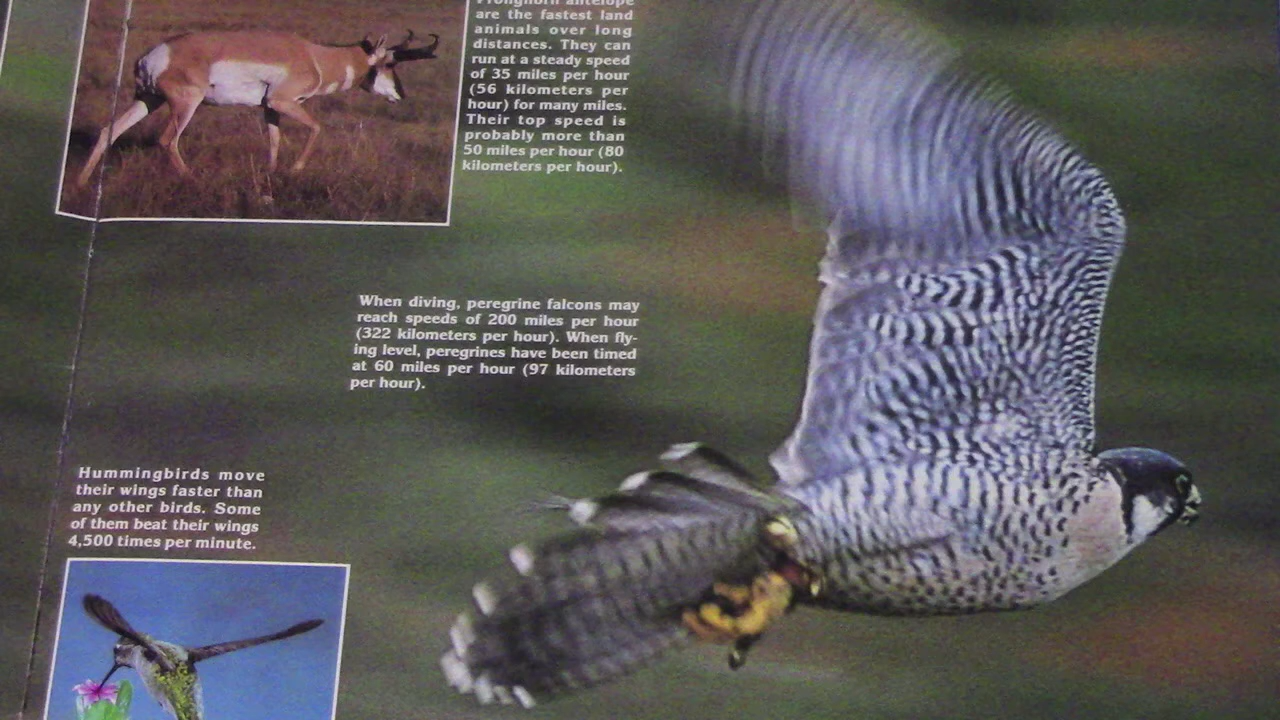 Pronghorn antelope
are the fastest land
animals over long
distances. They can
run at a steady speed
of 35 miles per hour
(56 kilometers per
hour) for many miles.
Their top speed is
probably more than
50 miles per hour (80
kilometers per hour).
When diving, peregrine falcons may
reach speeds of 200 miles per hour
(322 kilometers per hour). When fly-
ing level, peregrines have been timed
at 60 miles per hour (97 kilometers
per hour).
Hummingbirds move
their wings faster than
any other birds. Some
of them beat their wings
4,500 times per minute.